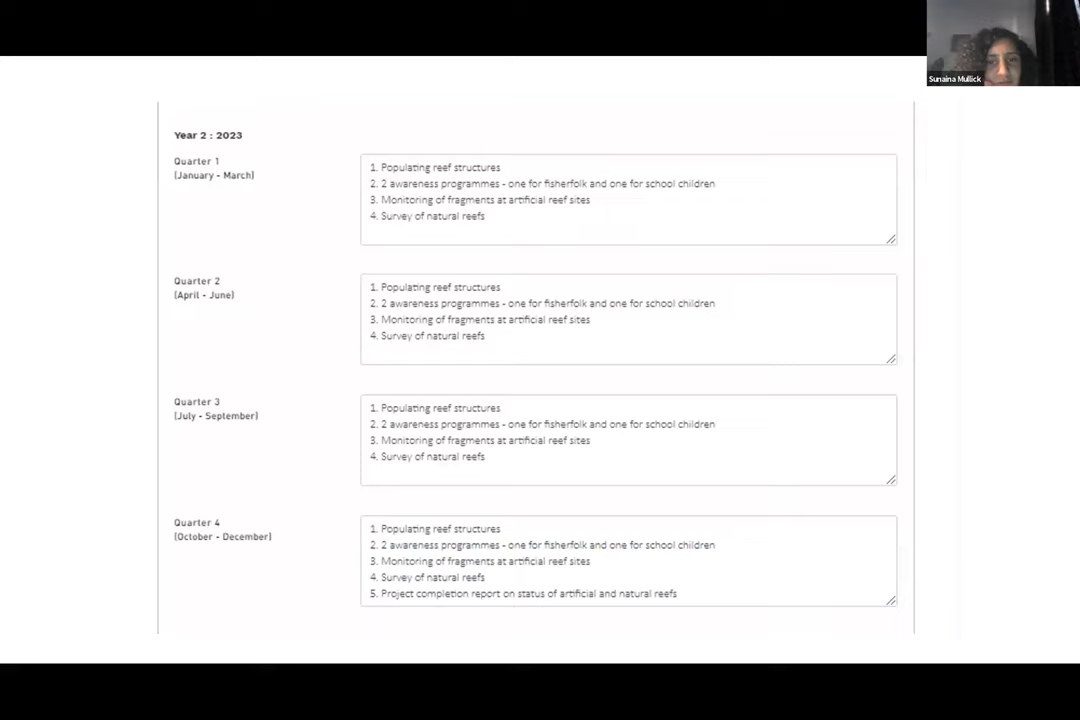 Sunaina Mullick
Year 2 : 2023
Quarter 1
(January - March)
1. Populating reef structures
2. 2 awareness programmes - one for fisherfolk and one for school children
3. Monitoring of fragments at artificial reef sites
4. Survey of natural reefs
Quarter 2
(April - June)
1. Populating reef structures
2. 2 awareness programmes - one for fisherfolk and one for school children
3. Monitoring of fragments at artificial reef sites
4. Survey of natural reefs
Quarter 3
(July - September)
1. Populating reef structures
2. 2 awareness programmes - one for fisherfolk and one for school children
3. Monitoring of fragments at artificial reef sites
4. Survey of natural reefs
Quarter 4
(October - December)
1. Populating reef structures
2. 2 awareness programmes - one for fisherfolk and one for school children
3. Monitoring of fragments at artificial reef sites
4. Survey of natural reefs
5. Project completion report on status of artificial and natural reefs